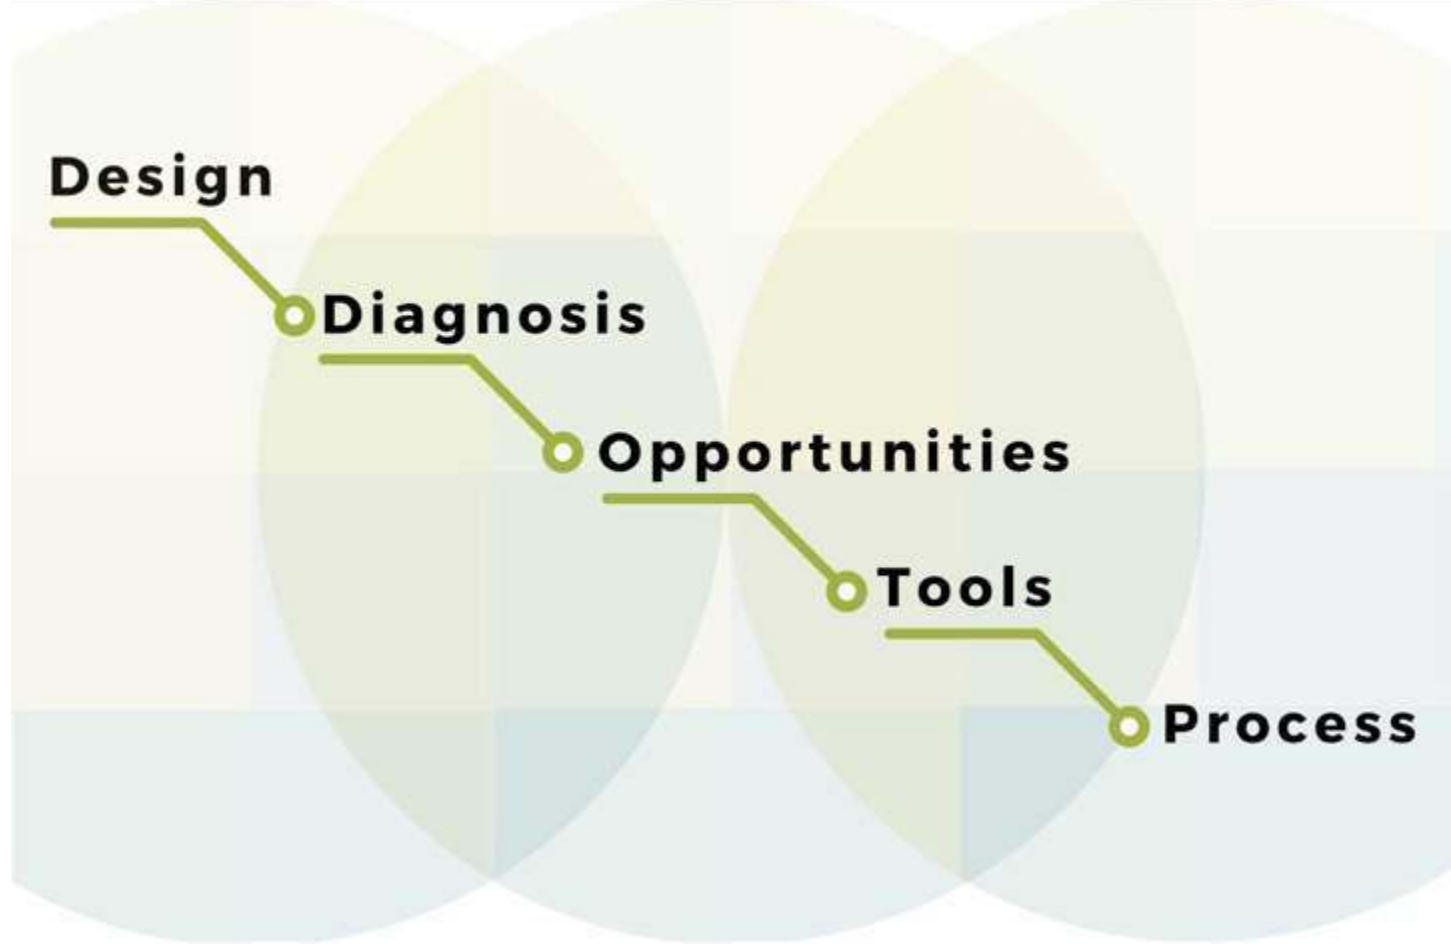 Design
Diagnosis
Opportunities
Tools
Process